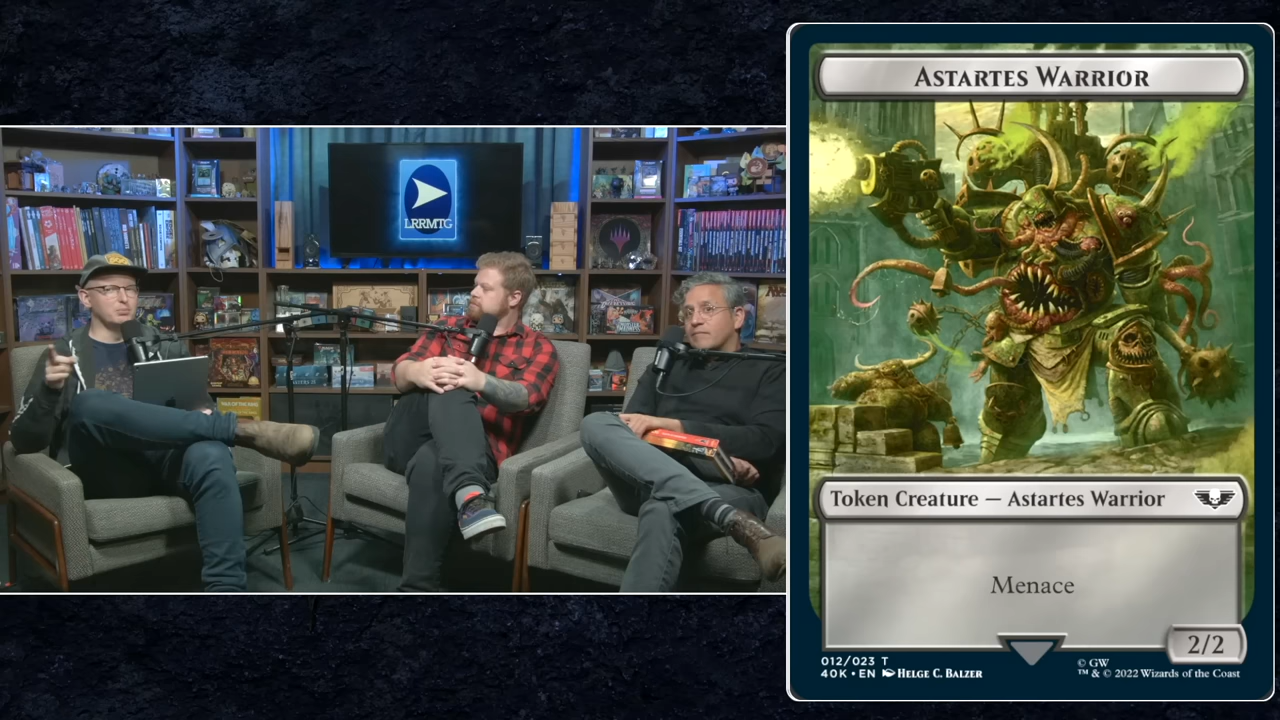 LRRMTG
ASTARTES WARRIOR
Token Creature — Astartes Warrior
Menace
2/2
012/023 T
40K • EN HELGE C. BALZER
© GW
™ & © 2022 Wizards of the Coast